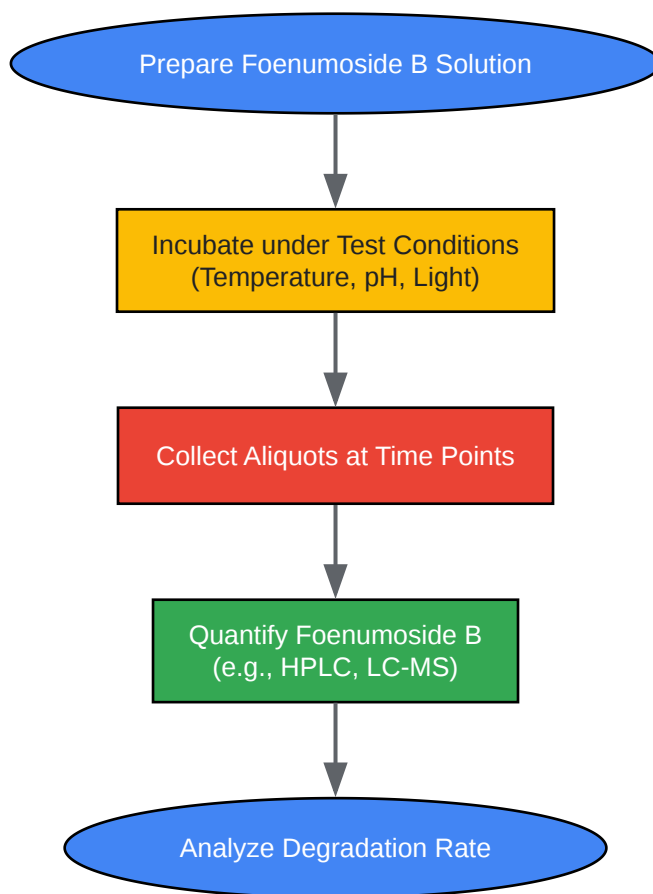 Prepare Foenumoside B Solution
Incubate under Test Conditions
(Temperature, pH, Light)
Collect Aliquots at Time Points
Quantify Foenumoside B
(e.g., HPLC, LC-MS)
Analyze Degradation Rate